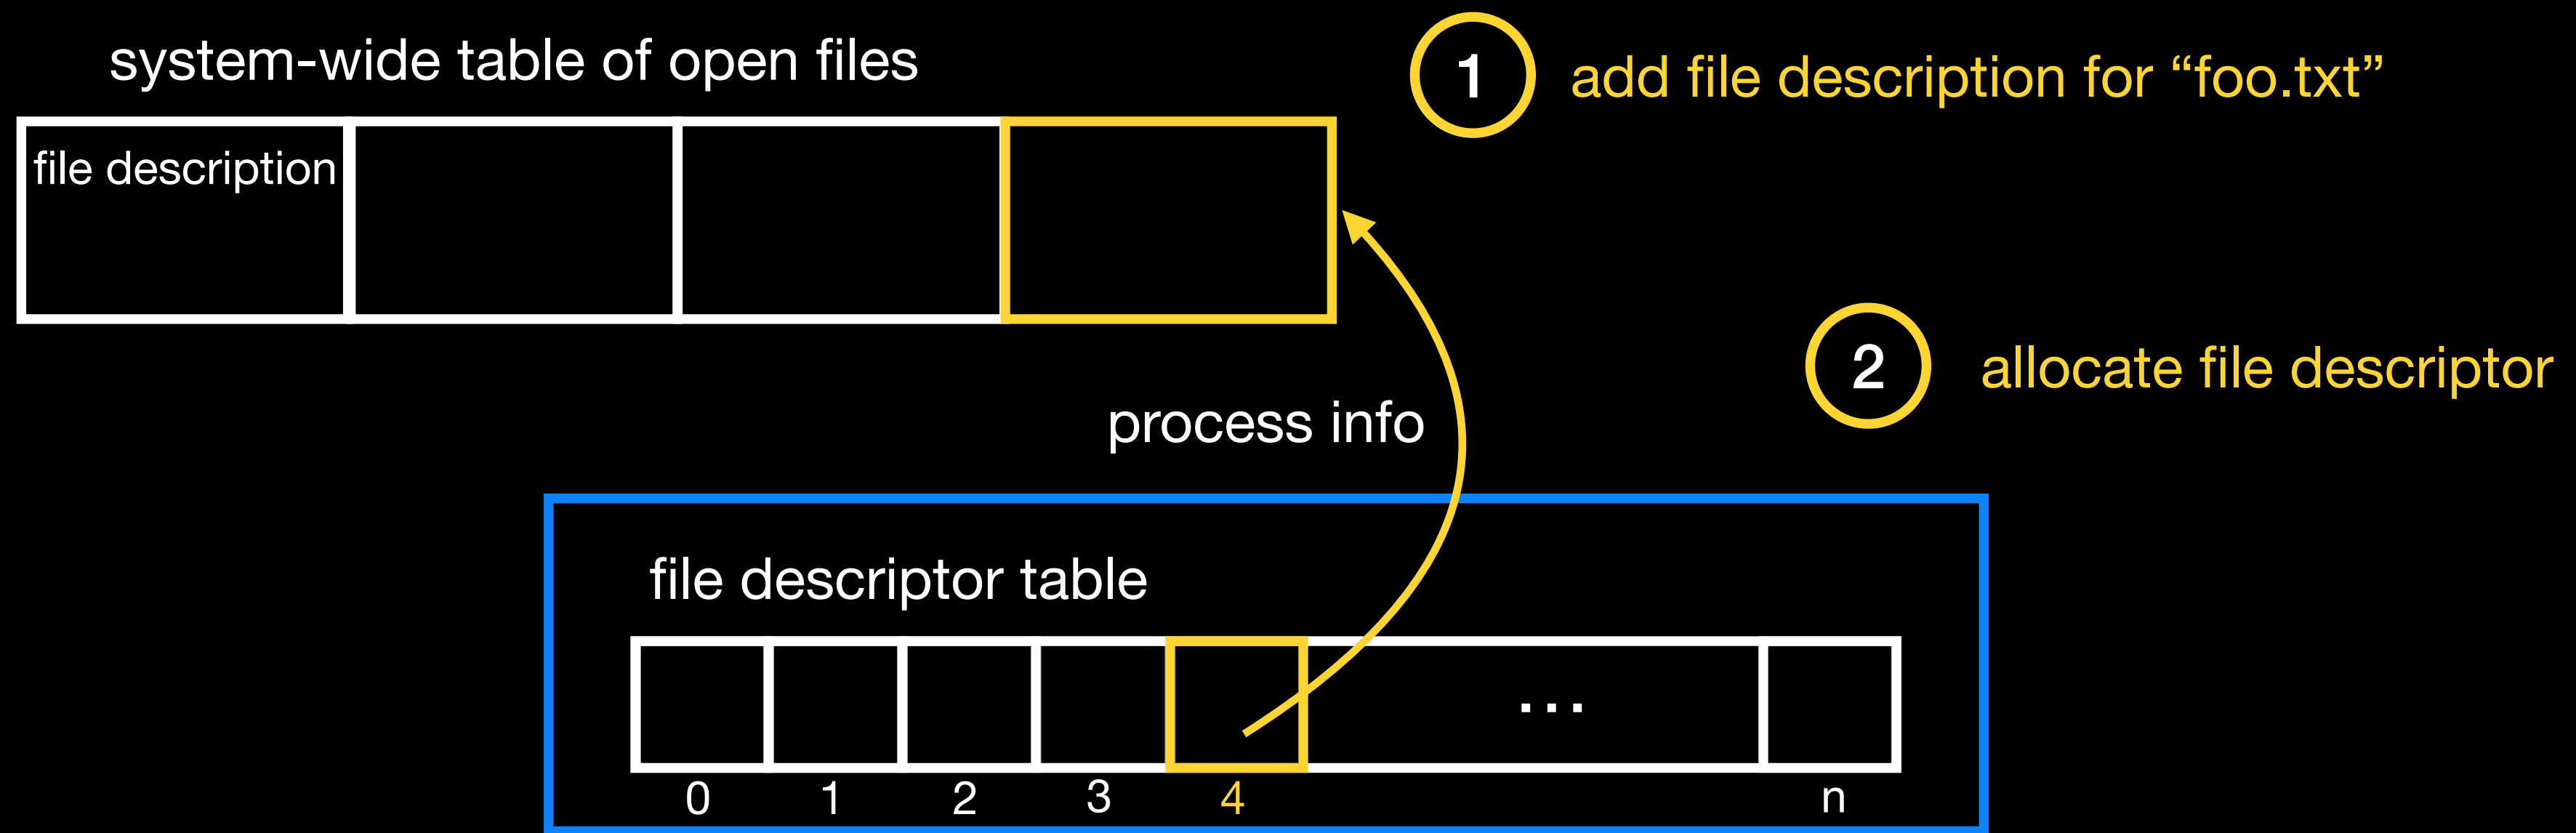 system-wide table of open files
1
add file description for “foo.txt”
file description
2
allocate file descriptor
process info
file descriptor table
...
0 1 2 3 4 n